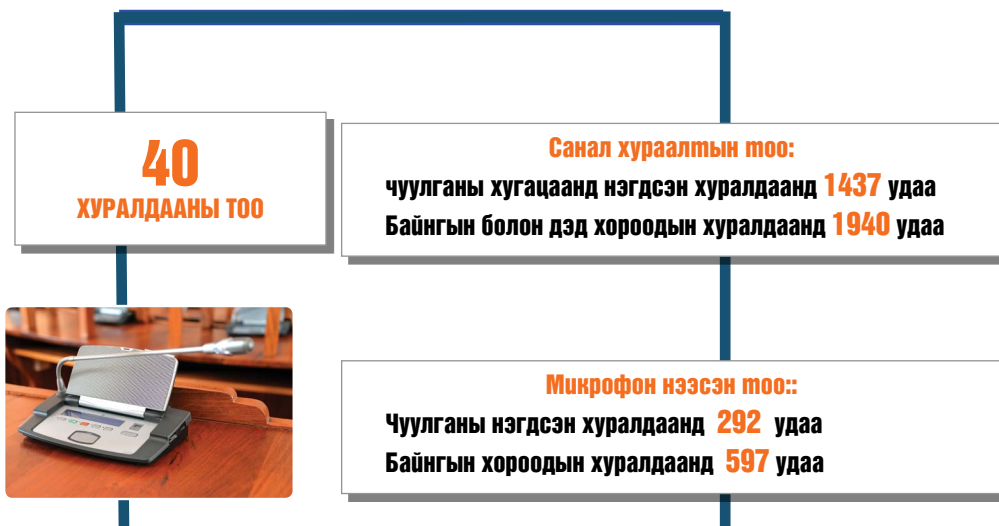 40
ХУРАЛДААНЫ ТОО
Санал хураалтын тоо:
чуулганы хугацаанд нэгдсэн хуралдаанд 1437 удаа
Байнгын болон дэд хороодын хуралдаанд 1940 удаа
Микрофон нээсэн тоо::
Чуулганы нэгдсэн хуралдаанд 292 удаа
Байнгын хороодын хуралдаанд 597 удаа